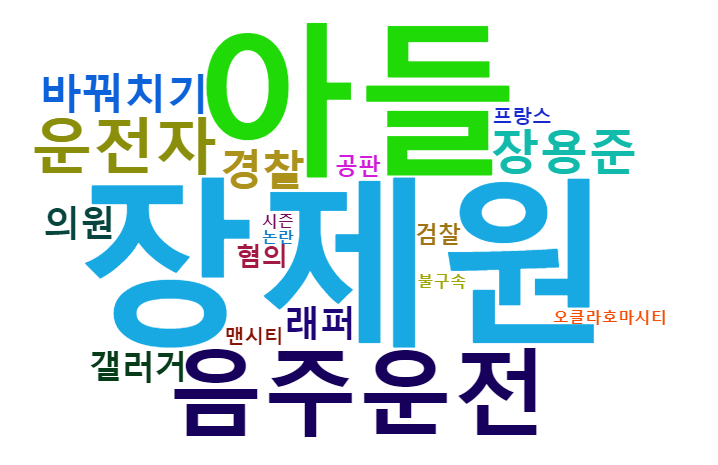 아들
바꿔치기
프랑스
운전자
장용준
경찰
공판
장제원
의원
시즌
논란
검찰
혐의
불구속
래퍼
오클라호마시티
맨시티
갤러거
음주운전